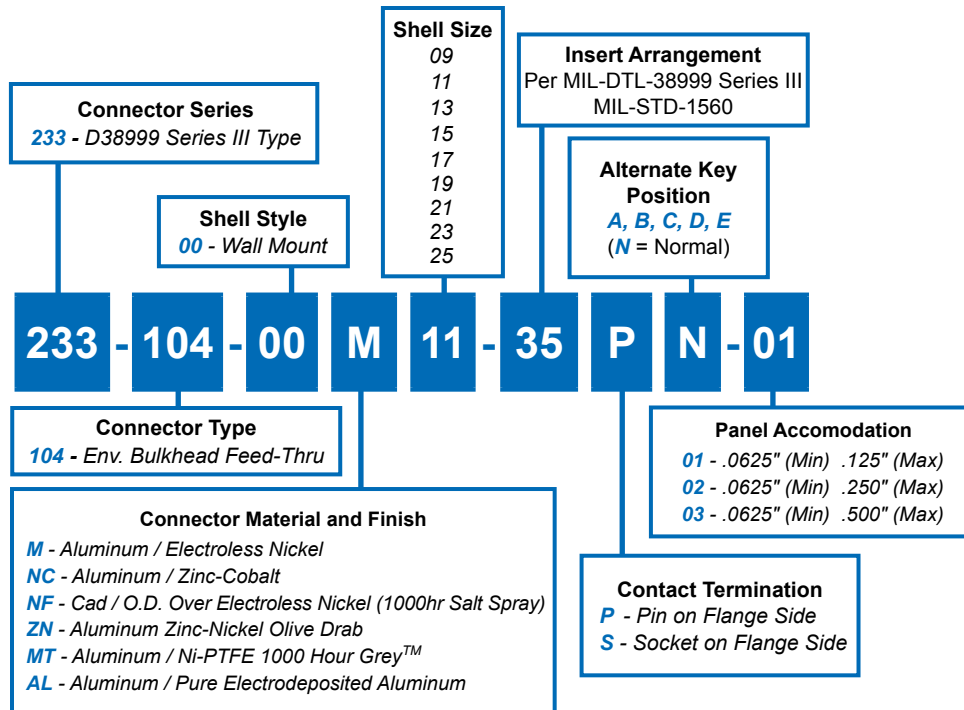 Connector Series
233 - D38999 Series III Type
Shell Style
00 - Wall Mount
Shell Size
09
11
13
15
17
19
21
23
25
Insert Arrangement
Per MIL-DTL-38999 Series III
MIL-STD-1560
Alternate Key
Position
A, B, C, D, E
(N = Normal)
233 - 104 - 00 M 11 - 35 P N - 01
Connector Type
104 - Env. Bulkhead Feed-Thru
Connector Material and Finish
M - Aluminum / Electroless Nickel
NC - Aluminum / Zinc-Cobalt
NF - Cad / O.D. Over Electroless Nickel (1000hr Salt Spray)
ZN - Aluminum Zinc-Nickel Olive Drab
MT - Aluminum / Ni-PTFE 1000 Hour Grey™
AL - Aluminum / Pure Electrodeposited Aluminum
Contact Termination
P - Pin on Flange Side
S - Socket on Flange Side
Panel Accomodation
01 - .0625" (Min) .125" (Max)
02 - .0625" (Min) .250" (Max)
03 - .0625" (Min) .500" (Max)